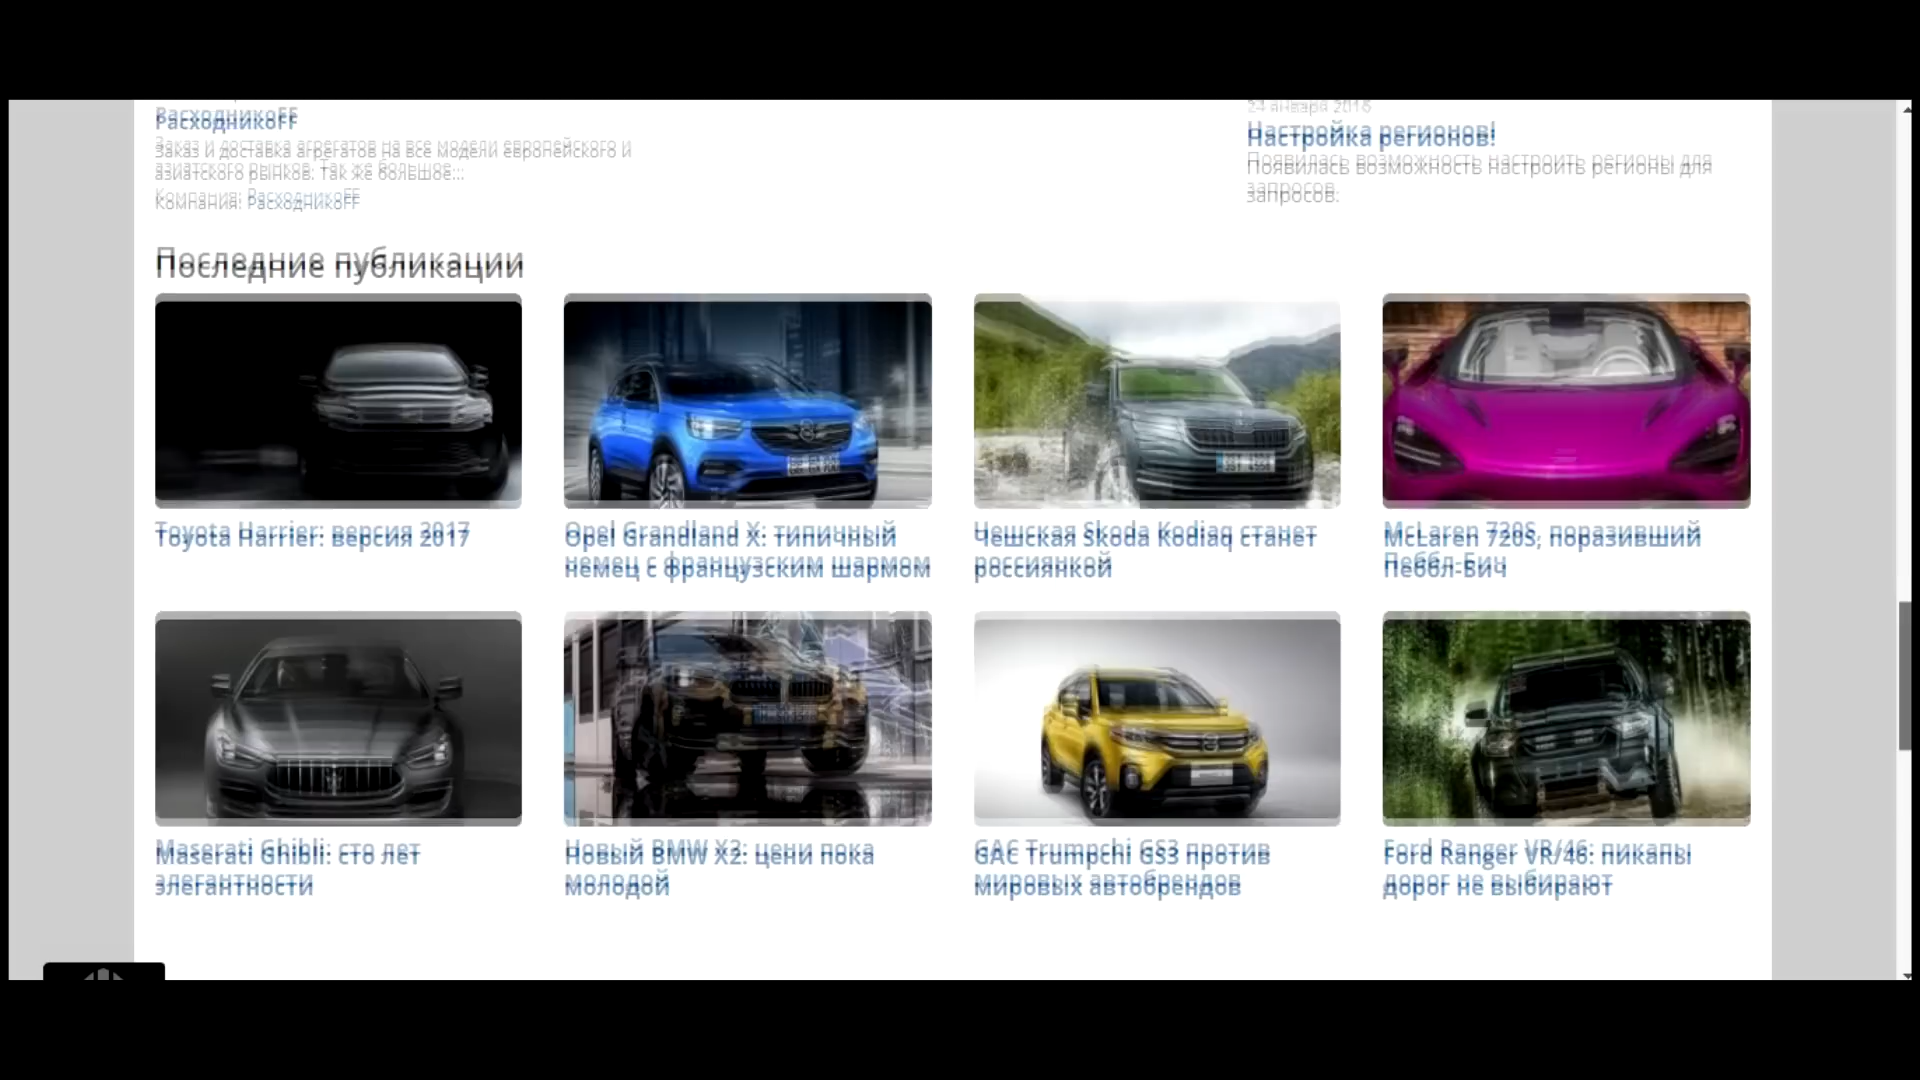 РасходникоFF
Заказ и доставка агрегатов на все модели европейского и
азиатского рынков. Так же большое...
Компания: РасходникоFF
24 января 2016
Настройка регионов!
Появилась возможность настроить регионы для
запросов.
Последние публикации
Toyota Harrier: версия 2017
Opel Grandland X: типичный
немец с французским шармом
Чешская Skoda Kodiaq станет
россиянкой
McLaren 720S, поразивший
Пеббл-Бич
Maserati Ghibli: сто лет
элегантности
Новый BMW X2: цени пока
молодой
GAC Trumpchi GS3 против
мировых автобрендов
Ford Ranger VR/46: пикапы
дорог не выбирают